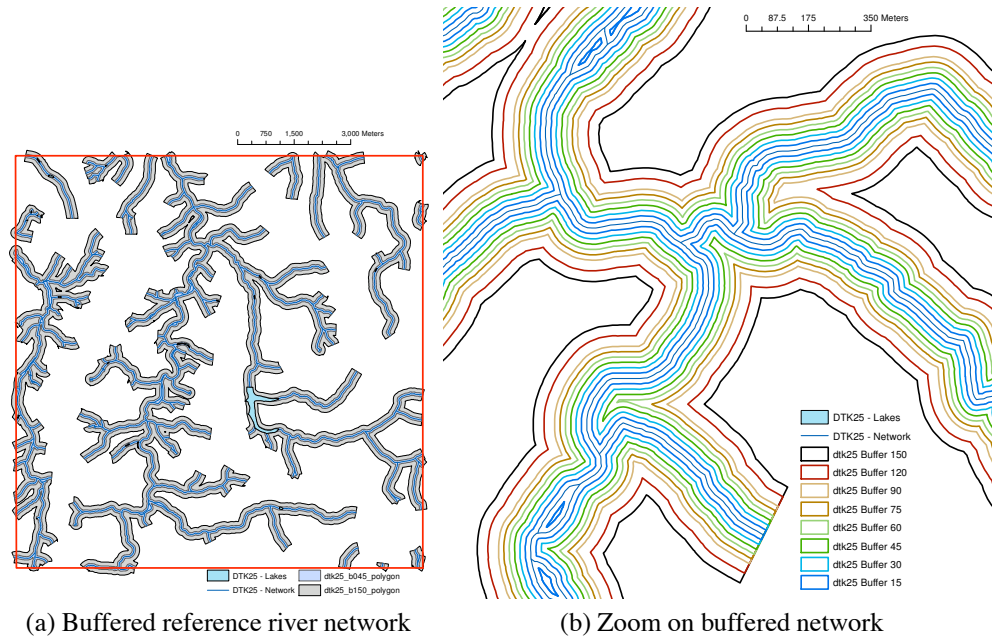 0 750 1,500 3,000 Meters
DTK25 - Lakes
DTK25 - Network
dtk25_b045_polygon
dtk25_b150_polygon
(a) Buffered reference river network
0 87.5 175 350 Meters
DTK25 - Lakes
DTK25 - Network
dtk25 Buffer 150
dtk25 Buffer 120
dtk25 Buffer 90
dtk25 Buffer 75
dtk25 Buffer 60
dtk25 Buffer 45
dtk25 Buffer 30
dtk25 Buffer 15
(b) Zoom on buffered network